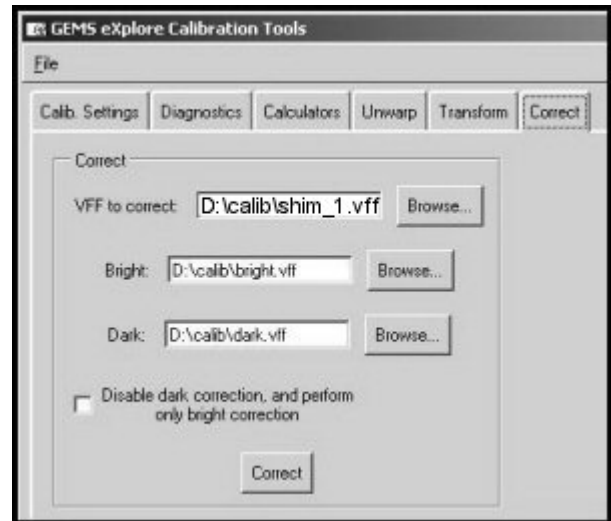 GEMS eXplore Calibration Tools
File
Calib. Settings Diagnostics Calculators Unwarp Transform Correct
Correct
VFF to correct: D:\calib\shim_1.vff Browse...
Bright: D:\calib\bright.vff Browse...
Dark: D:\calib\dark.vff Browse...
Disable dark correction, and perform
only bright correction
Correct